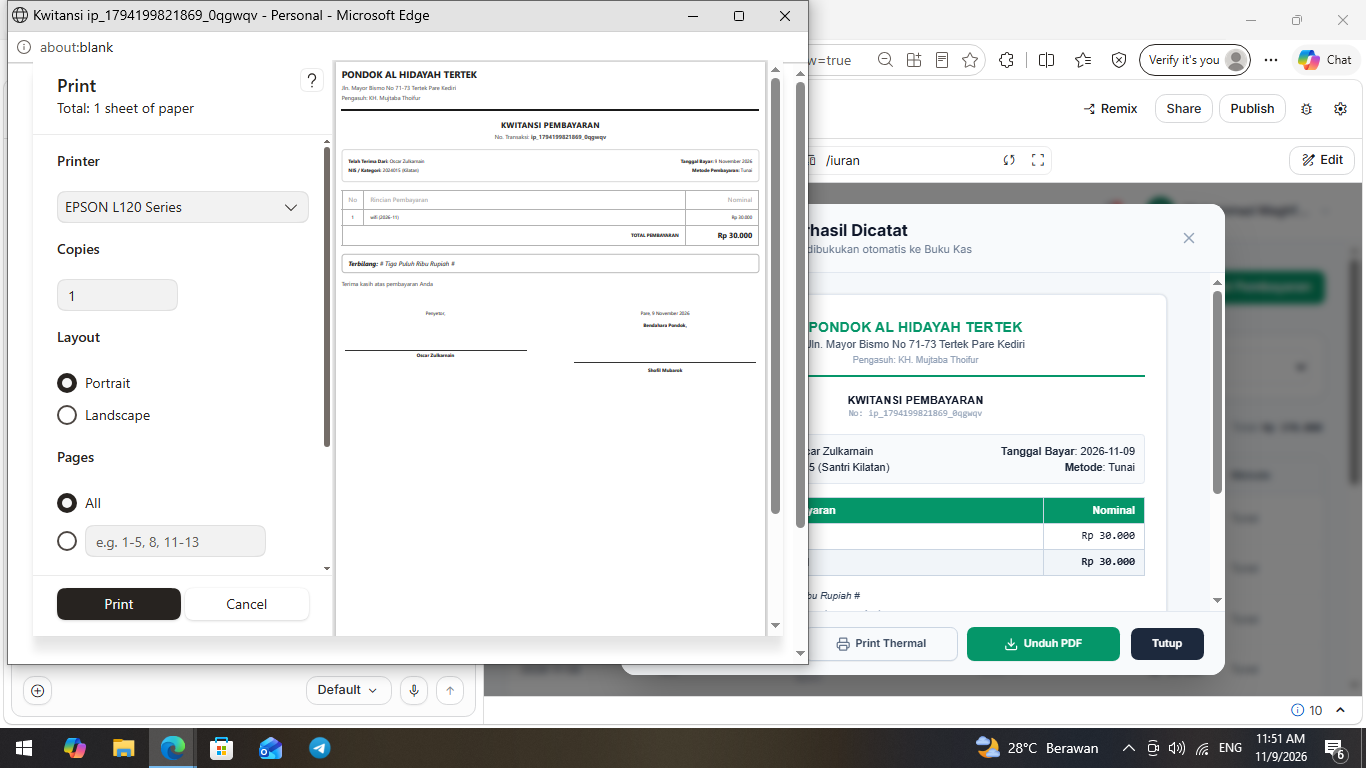 Kwitansi ip_1794199821869_0qgwqv - Personal - Microsoft Edge
about:blank
Print
Total: 1 sheet of paper
?
Printer
EPSON L120 Series
Copies
1
Layout
Portrait
Landscape
Pages
All
e.g. 1-5, 8, 11-13
Print
Cancel
PONDOK AL HIDAYAH TERTEK
Jln. Mayor Bismo No 71-73 Tertek Pare Kediri
Pengasuh: KH. Mujtaba Thoifur
KWITANSI PEMBAYARAN
No. Transaksi: ip_1794199821869_0qgwqv
Telah Terima Dari: Oscar Zulkarnain
Tanggal Bayar: 9 November 2026
NIS / Kategori: 2024015 (Kilatan)
Metode Pembayaran: Tunai
No Rincian Pembayaran Nominal
1 wifi (2026-11) Rp 30.000
TOTAL PEMBAYARAN Rp 30.000
Terbilang: # Tiga Puluh Ribu Rupiah #
Terima kasih atas pembayaran Anda
Penyetor,
Oscar Zulkarnain
Pare, 9 November 2026
Bendahara Pondok,
Shofil Mubarok
w=true
Verify it's you
Chat
Remix
Share
Publish
/iuran
Edit
rhasil Dicatat
dibukukan otomatis ke Buku Kas
PONDOK AL HIDAYAH TERTEK
Jln. Mayor Bismo No 71-73 Tertek Pare Kediri
Pengasuh: KH. Mujtaba Thoifur
KWITANSI PEMBAYARAN
No: ip_1794199821869_0qgwqv
car Zulkarnain
Tanggal Bayar: 2026-11-09
5 (Santri Kilatan)
Metode: Tunai
yaran Nominal
Rp 30.000
Rp 30.000
bu Rupiah #
Print Thermal
Unduh PDF
Tutup
Default
10
28°C Berawan
ENG
11:51 AM
11/9/2026
6